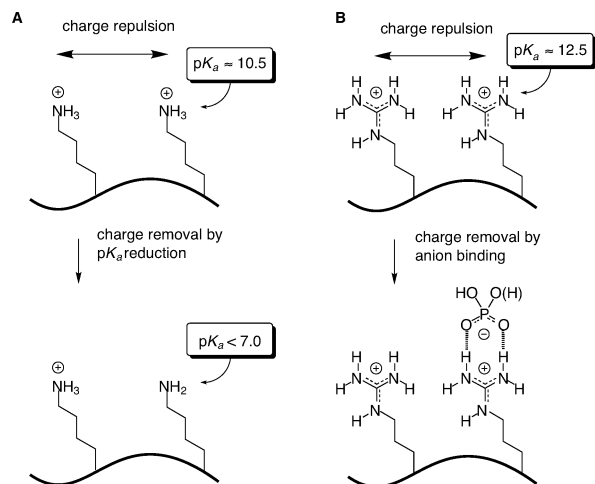 A
charge repulsion
pKa ≈ 10.5
⊕ ⊕
NH3 NH3
charge removal by
pKa reduction
pKa < 7.0
⊕
NH3 NH2
B
charge repulsion
pKa ≈ 12.5
H H H H
N ⊕ N N ⊕ N
H H H H
H N H N
charge removal by
anion binding
HO O(H)
P
O ⊖ O
H H H H
N ⊕ N N ⊕ N
H H H H
H N H N